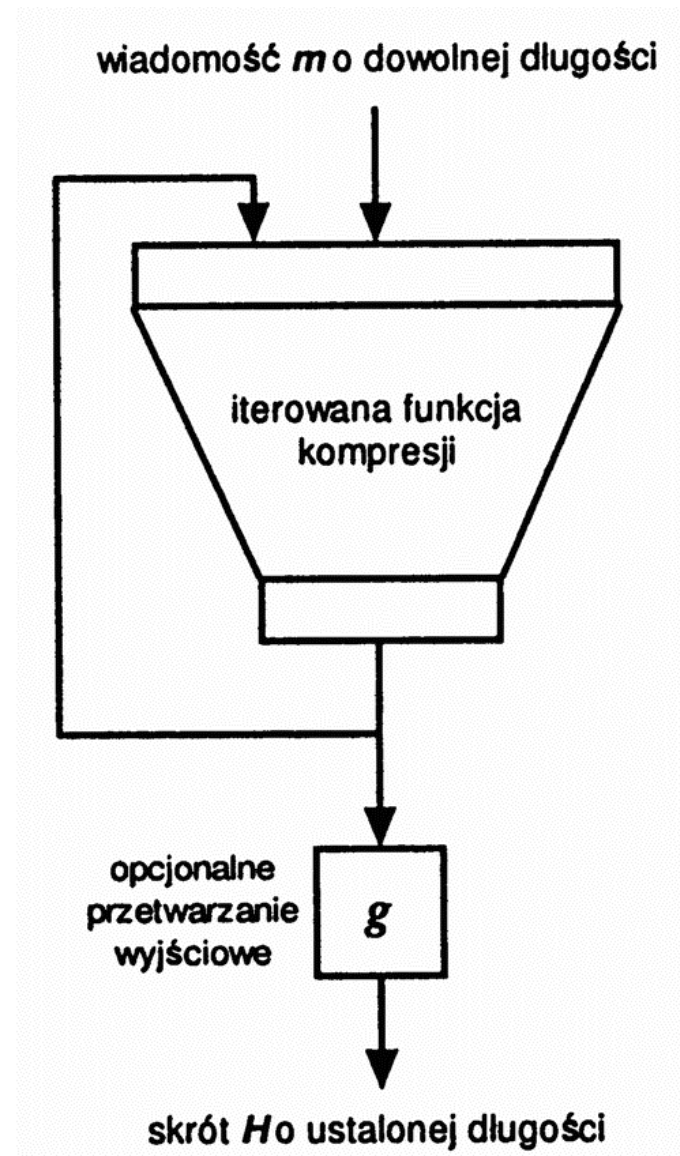 wiadomość m o dowolnej długości
iterowana funkcja
kompresji
opcjonalne
przetwarzanie
wyjściowe
g
skrót H o ustalonej długości